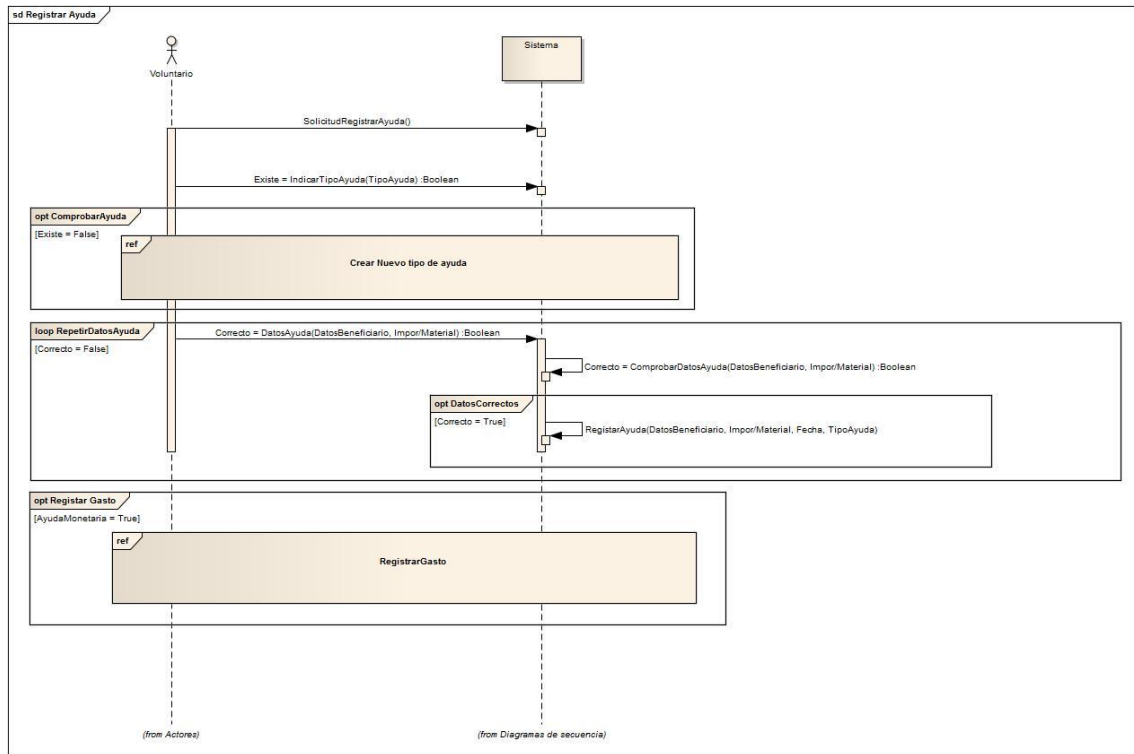 sd Registrar Ayuda
Voluntario
Sistema
SolicitudRegistrarAyuda()
Existe = IndicarTipoAyuda(TipoAyuda) :Boolean
opt ComprobarAyuda
[Existe = False]
ref
Crear Nuevo tipo de ayuda
loop RepetirDatosAyuda
[Correcto = False]
Correcto = DatosAyuda(DatosBeneficiario, Impor/Material) :Boolean
Correcto = ComprobarDatosAyuda(DatosBeneficiario, Impor/Material) :Boolean
opt DatosCorrectos
[Correcto = True]
RegistarAyuda(DatosBeneficiario, Impor/Material, Fecha, TipoAyuda)
opt Registar Gasto
[AyudaMonetaria = True]
ref
RegistrarGasto
(from Actores)
(from Diagramas de secuencia)